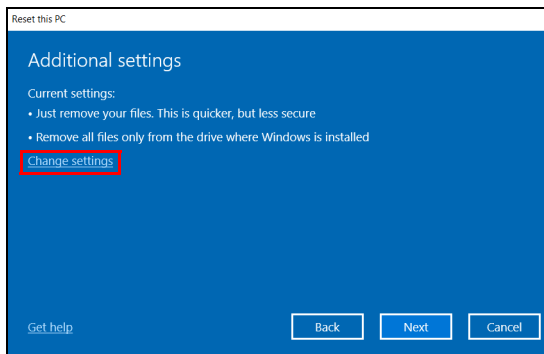 Reset this PC
Additional settings
Current settings:
• Just remove your files. This is quicker, but less secure
• Remove all files only from the drive where Windows is installed
Change settings
Get help
Back
Next
Cancel